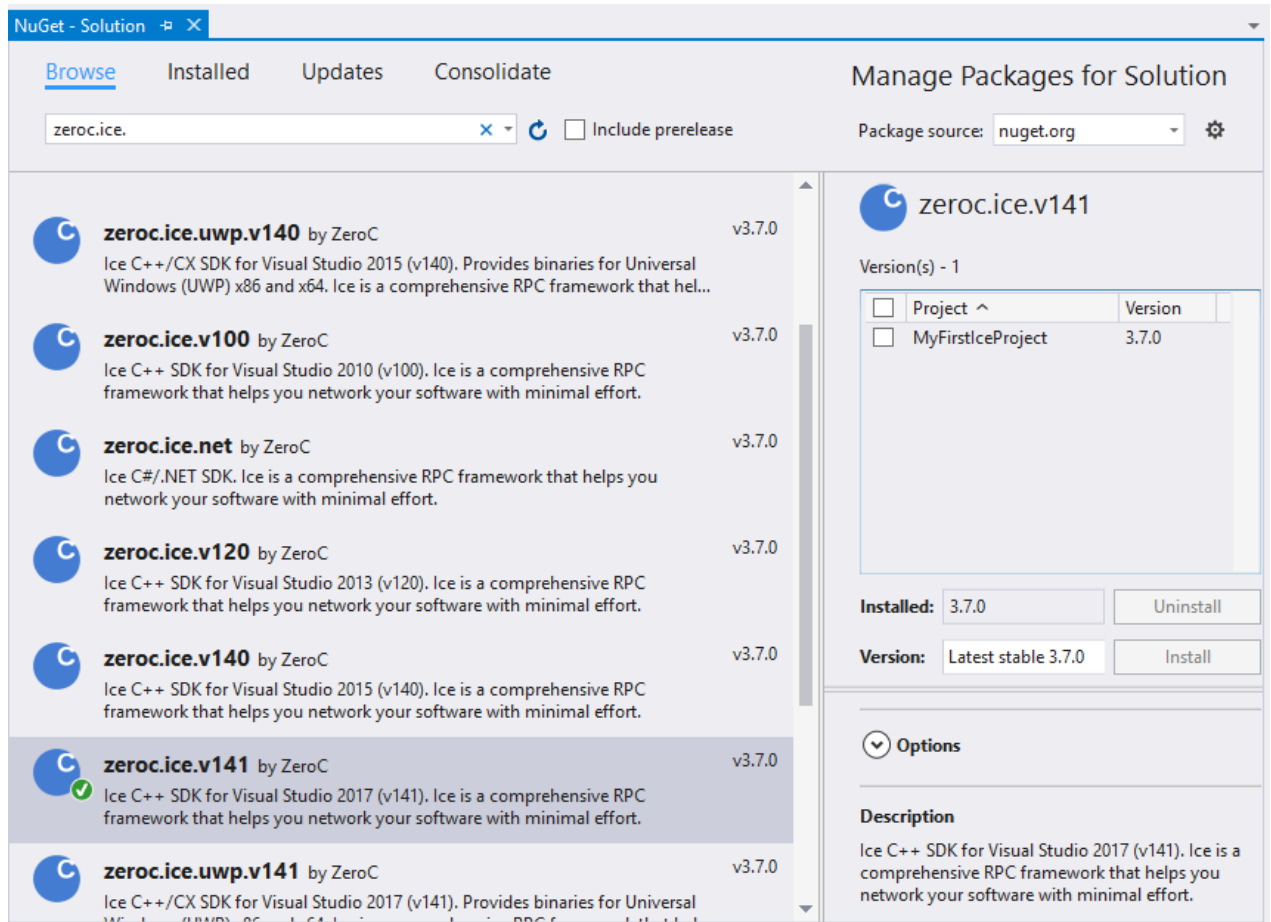 NuGet - Solution
Browse Installed Updates Consolidate
Manage Packages for Solution
zeroc.ice.
Include prerelease
Package source: nuget.org
zeroc.ice.uwp.v140 by ZeroC v3.7.0
Ice C++/CX SDK for Visual Studio 2015 (v140). Provides binaries for Universal
Windows (UWP) x86 and x64. Ice is a comprehensive RPC framework that hel...
zeroc.ice.v100 by ZeroC v3.7.0
Ice C++ SDK for Visual Studio 2010 (v100). Ice is a comprehensive RPC
framework that helps you network your software with minimal effort.
zeroc.ice.net by ZeroC v3.7.0
Ice C#/.NET SDK. Ice is a comprehensive RPC framework that helps you
network your software with minimal effort.
zeroc.ice.v120 by ZeroC v3.7.0
Ice C++ SDK for Visual Studio 2013 (v120). Ice is a comprehensive RPC
framework that helps you network your software with minimal effort.
zeroc.ice.v140 by ZeroC v3.7.0
Ice C++ SDK for Visual Studio 2015 (v140). Ice is a comprehensive RPC
framework that helps you network your software with minimal effort.
zeroc.ice.v141 by ZeroC v3.7.0
Ice C++ SDK for Visual Studio 2017 (v141). Ice is a comprehensive RPC
framework that helps you network your software with minimal effort.
zeroc.ice.uwp.v141 by ZeroC v3.7.0
Ice C++/CX SDK for Visual Studio 2017 (v141). Provides binaries for Universal
zeroc.ice.v141
Version(s) - 1
Project Version
MyFirstIceProject 3.7.0
Installed: 3.7.0 Uninstall
Version: Latest stable 3.7.0 Install
Options
Description
Ice C++ SDK for Visual Studio 2017 (v141). Ice is a
comprehensive RPC framework that helps you
network your software with minimal effort.